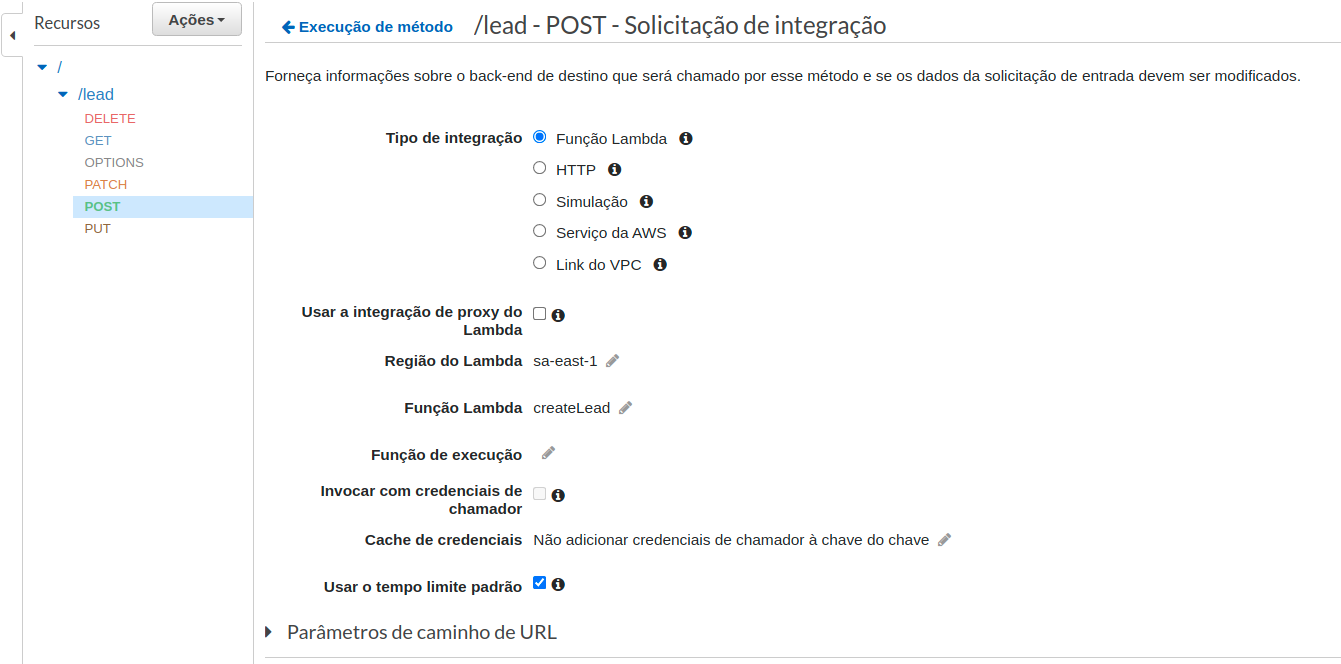 Recursos
Ações
/
/lead
DELETE
GET
OPTIONS
PATCH
POST
PUT
Execução de método
/lead - POST - Solicitação de integração
Forneça informações sobre o back-end de destino que será chamado por esse método e se os dados da solicitação de entrada devem ser modificados.
Tipo de integração
Função Lambda
HTTP
Simulação
Serviço da AWS
Link do VPC
Usar a integração de proxy do
Lambda
Região do Lambda sa-east-1
Função Lambda createLead
Função de execução
Invocar com credenciais de
chamador
Cache de credenciais Não adicionar credenciais de chamador à chave do chave
Usar o tempo limite padrão
Parâmetros de caminho de URL